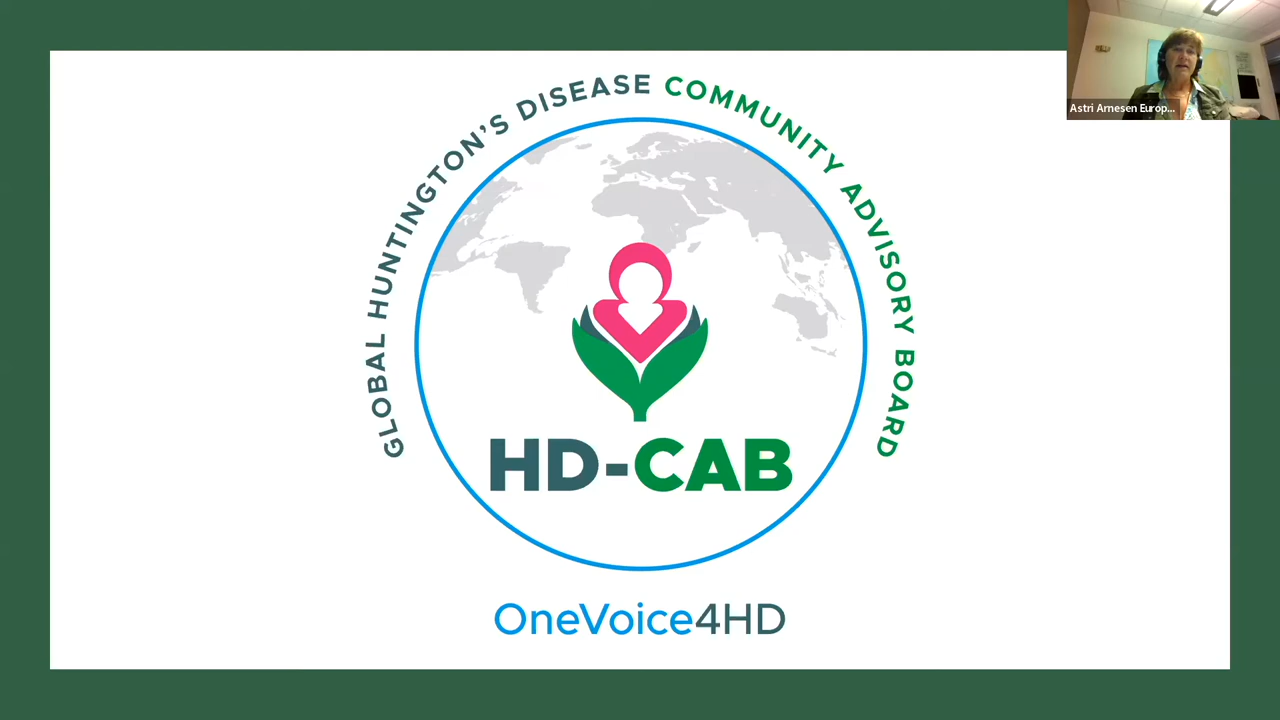 GLOBAL HUNTINGTON'S DISEASE COMMUNITY ADVISORY BOARD
Astri Arnesen Europ...
HD-CAB
OneVoice4HD